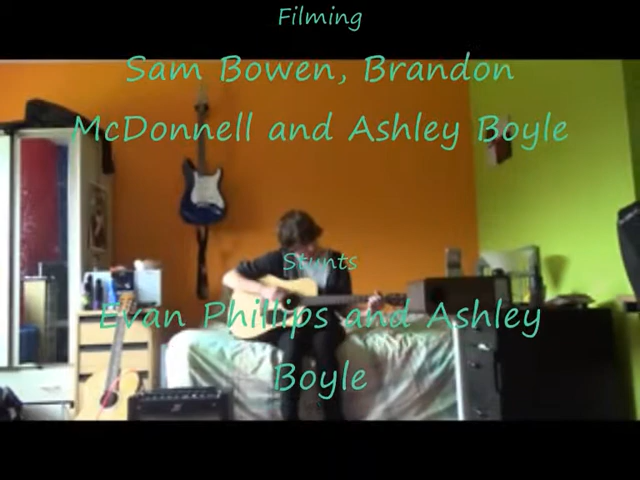 Filming
Sam Bowen, Brandon
McDonnell and Ashley Boyle
Stunts
Evan Phillips and Ashley
Boyle